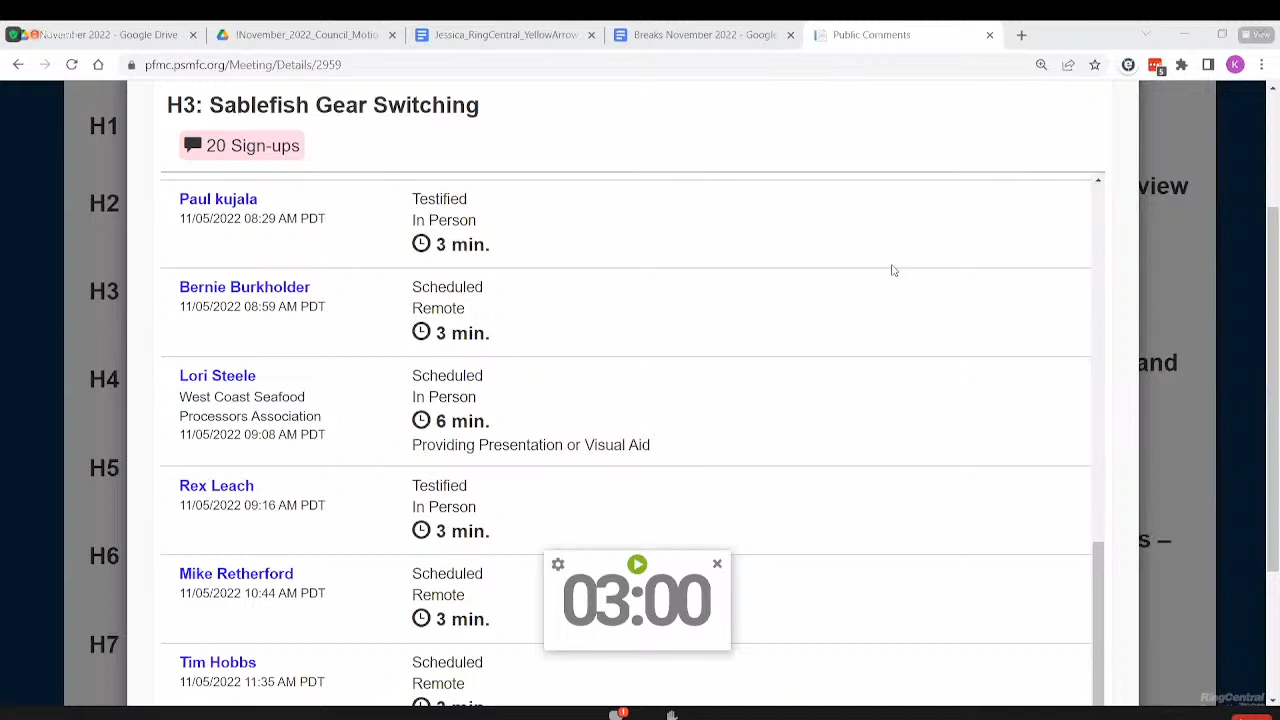 November 2022 - Google Drive
!November_2022_Council_Motio
Jessica_RingCentral_YellowArrow
Breaks November 2022 - Google
Public Comments
View
pfmc.psmfc.org/Meeting/Details/2959
5
K
H3: Sablefish Gear Switching
20 Sign-ups
H1
H2
view
H3
H4
and
H5
H6
s –
H7
Paul kujala
11/05/2022 08:29 AM PDT
Testified
In Person
3 min.
Bernie Burkholder
11/05/2022 08:59 AM PDT
Scheduled
Remote
3 min.
Lori Steele
West Coast Seafood
Processors Association
11/05/2022 09:08 AM PDT
Scheduled
In Person
6 min.
Providing Presentation or Visual Aid
Rex Leach
11/05/2022 09:16 AM PDT
Testified
In Person
3 min.
Mike Retherford
11/05/2022 10:44 AM PDT
Scheduled
Remote
3 min.
03:00
Tim Hobbs
11/05/2022 11:35 AM PDT
Scheduled
Remote
3 min.
RingCentral
1